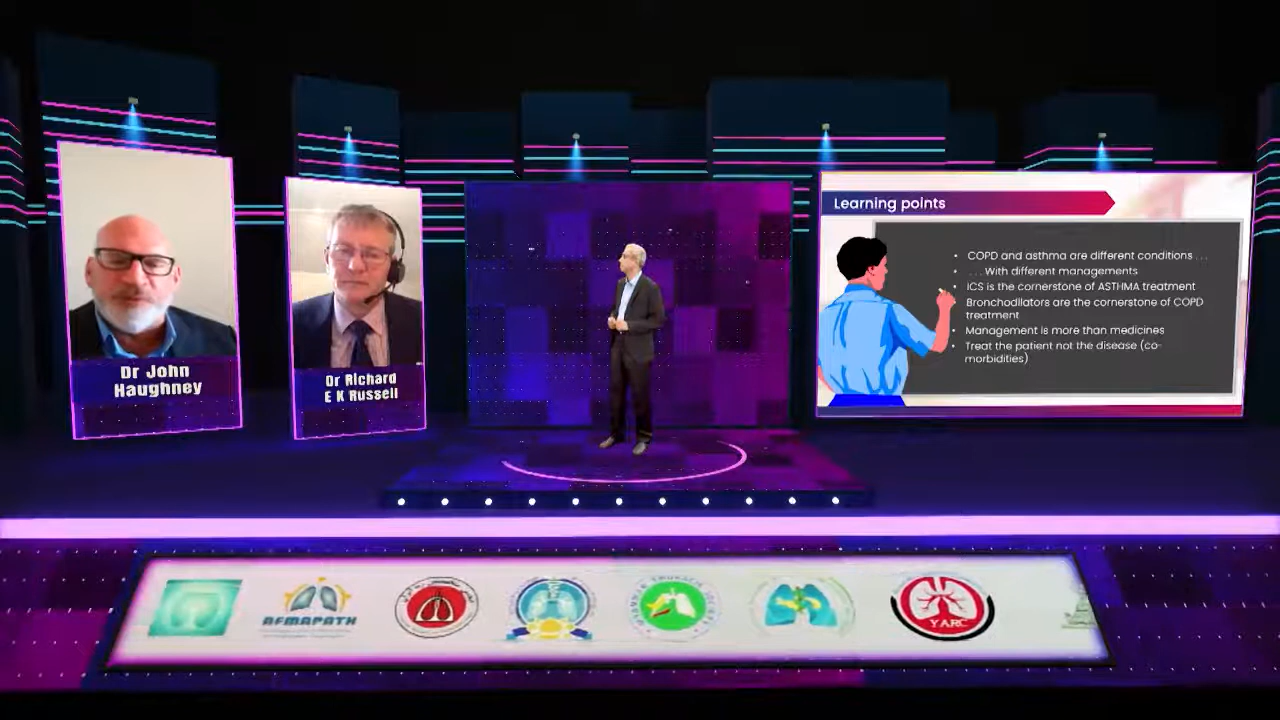 Dr John
Haughney
Dr Richard
E K Russell
Learning points
• COPD and asthma are different conditions . . .
• . . . With different managements
• ICS is the cornerstone of ASTHMA treatment
• Bronchodilators are the cornerstone of COPD
treatment
• Management is more than medicines
• Treat the patient not the disease (co-
morbidities)
AFMAPATH
Y.A.R.C